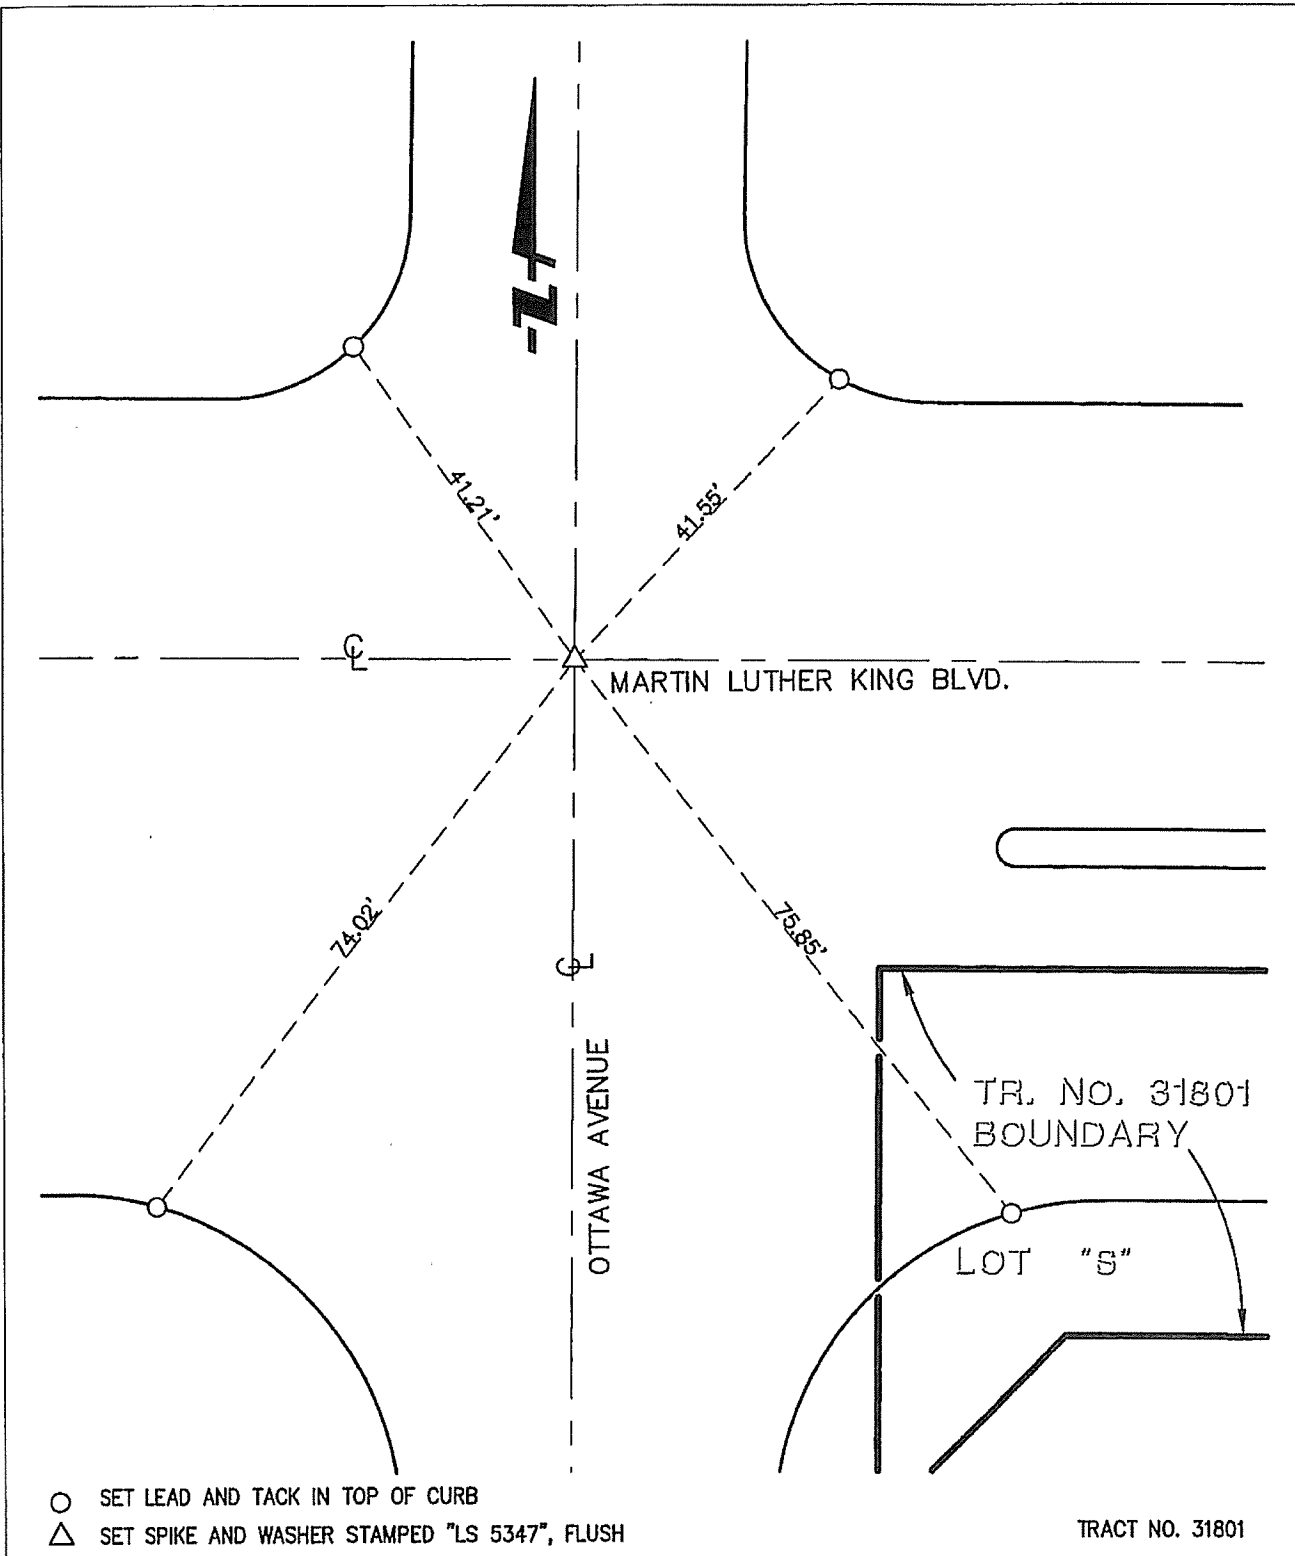 N
41.21'
41.55'
CL
MARTIN LUTHER KING BLVD.
74.02'
75.85'
CL
OTTAWA AVENUE
TR. NO. 31801
BOUNDARY
LOT "S"
SET LEAD AND TACK IN TOP OF CURB
SET SPIKE AND WASHER STAMPED "LS 5347", FLUSH
TRACT NO. 31801